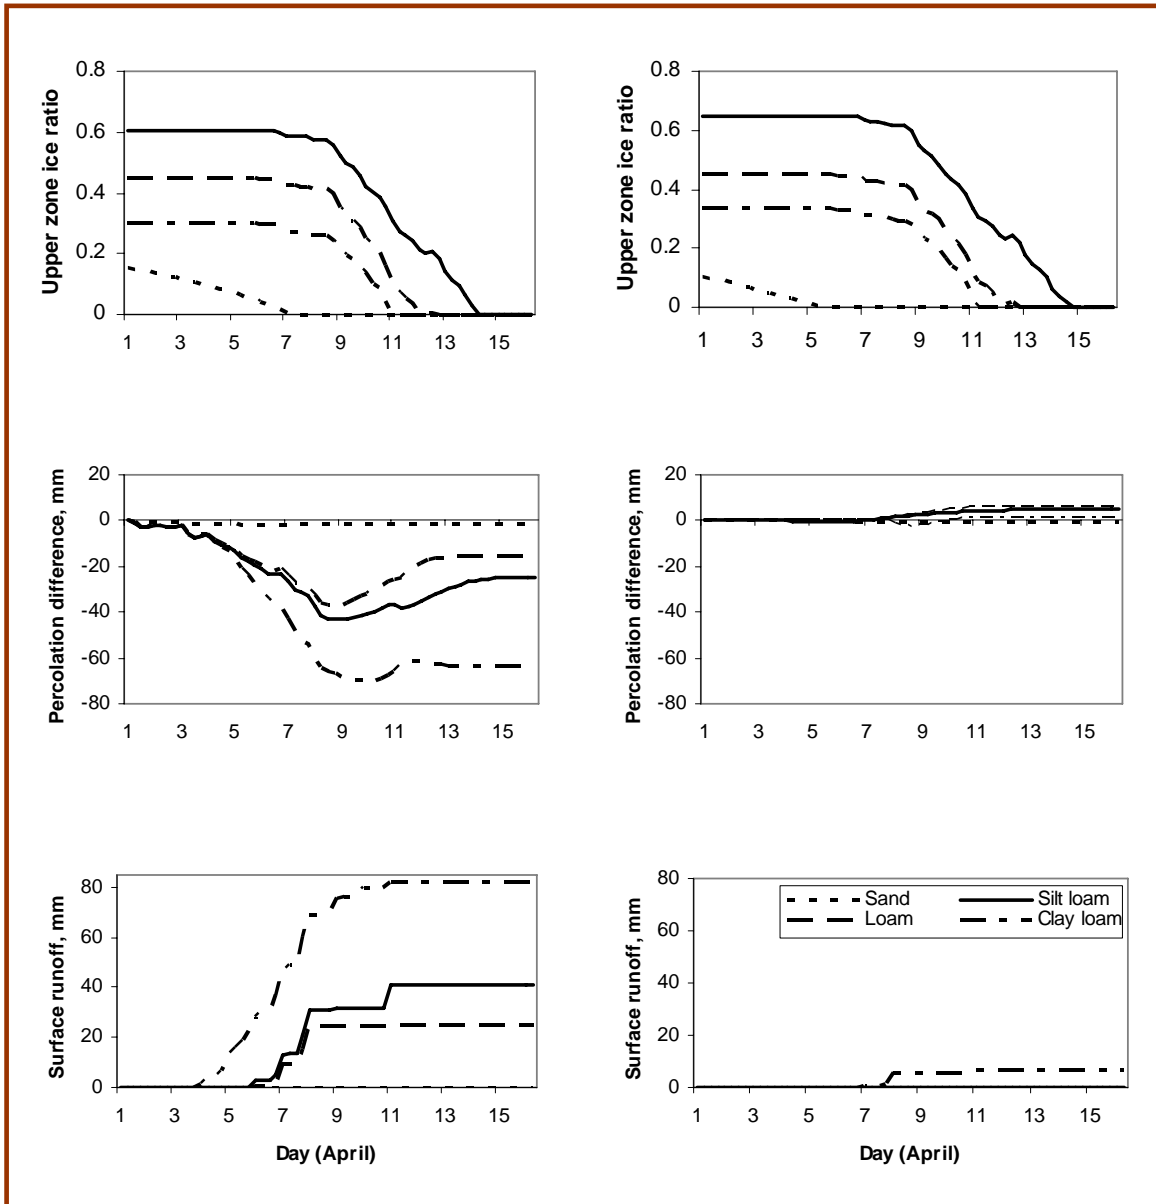 Upper zone ice ratio
0.8
0.6
0.4
0.2
0
1 3 5 7 9 11 13 15
Upper zone ice ratio
0.8
0.6
0.4
0.2
0
1 3 5 7 9 11 13 15
Percolation difference, mm
20
0
-20
-40
-60
-80
1 3 5 7 9 11 13 15
Percolation difference, mm
20
0
-20
-40
-60
-80
1 3 5 7 9 11 13 15
Surface runoff, mm
80
60
40
20
0
1 3 5 7 9 11 13 15
Day (April)
Surface runoff, mm
80
60
40
20
0
Sand Silt loam
Loam Clay loam
1 3 5 7 9 11 13 15
Day (April)